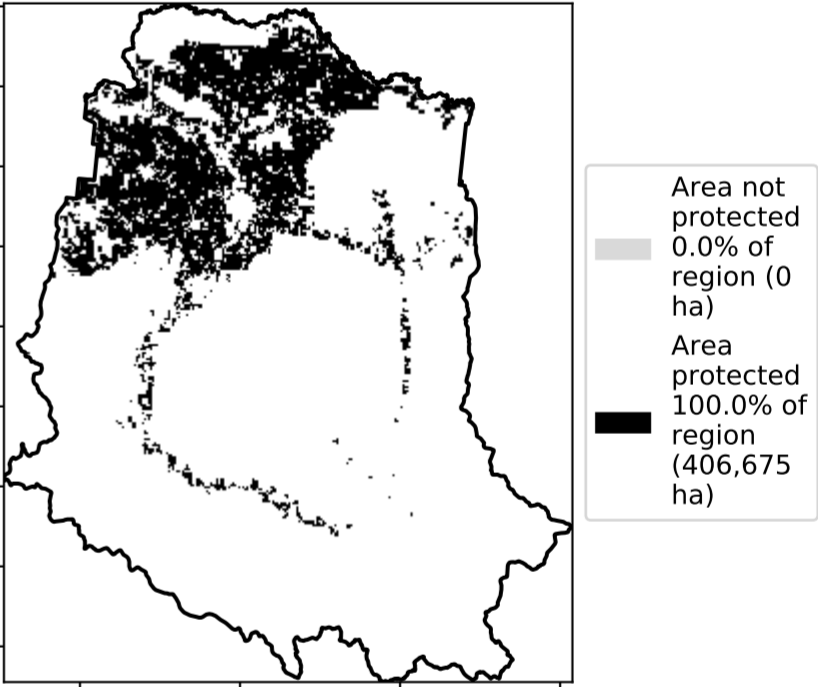 Area not
protected
0.0% of
region (0
ha)
Area
protected
100.0% of
region
(406,675
ha)